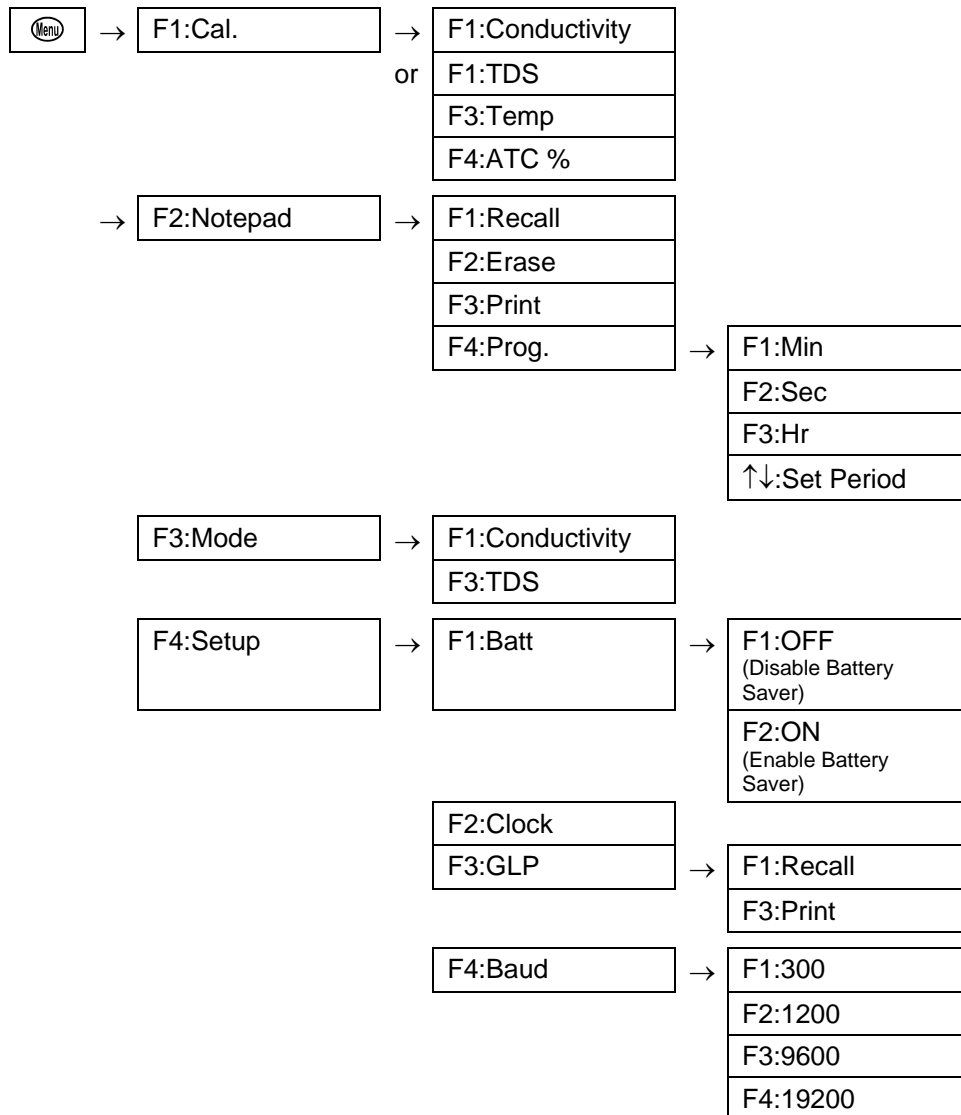 Menu → F1:Cal. → F1:Conductivity
or F1:TDS
F3:Temp
F4:ATC %
→ F2:Notepad → F1:Recall
F2:Erase
F3:Print
F4:Prog. → F1:Min
F2:Sec
F3:Hr
↑↓:Set Period
F3:Mode → F1:Conductivity
F3:TDS
F4:Setup → F1:Batt → F1:OFF
(Disable Battery
Saver)
F2:ON
(Enable Battery
Saver)
F2:Clock
F3:GLP → F1:Recall
F3:Print
F4:Baud → F1:300
F2:1200
F3:9600
F4:19200